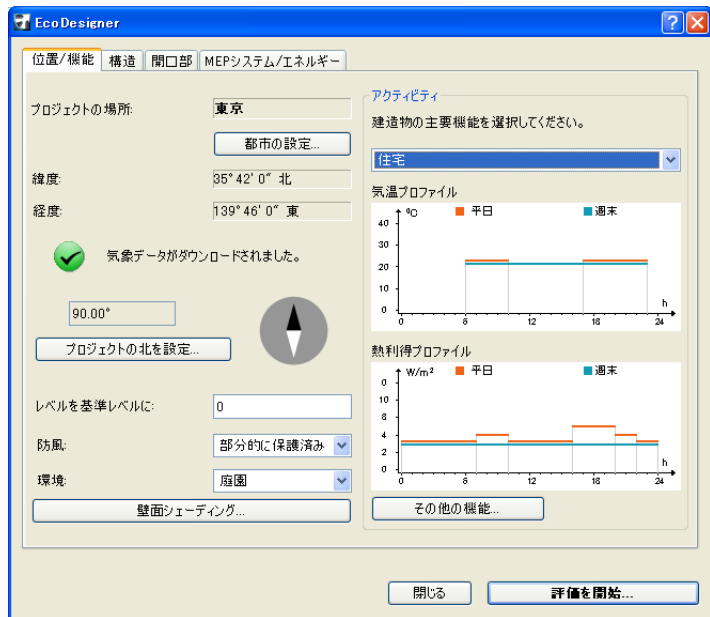 EcoDesigner
位置/機能 構造 開口部 MEPシステム/エネルギー
プロジェクトの場所: 東京
都市の設定...
緯度: 35°42'0" 北
経度: 139°46'0" 東
気象データがダウンロードされました。
90.00°
プロジェクトの北を設定...
レベルを基準レベルに: 0
防風: 部分的に保護済み
環境: 庭園
壁面シェーディング...
アクティビティ
建造物の主要機能を選択してください。
住宅
気温プロファイル
°C 平日 週末
40
30
20
10
0
h
0 6 12 18 24
熱利得プロファイル
W/m² 平日 週末
0
10
8
4
2
0
h
0 6 12 18 24
その他の機能...
閉じる 評価を開始...